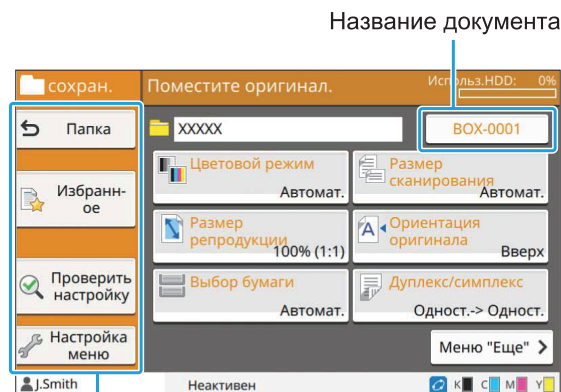 Название документа
сохран.
Поместите оригинал.
Использ.HDD: 0%
Папка
XXXXX
BOX-0001
Избранн-
ое
Цветовой режим
Автомат.
Размер
сканирования
Автомат.
Размер
репродукции
100% (1:1)
Ориентация
оригинала
Вверх
Проверить
настройку
Выбор бумаги
Автомат.
Дуплекс/симплекс
Одност.-> Одност.
Настройка
меню
Меню "Еще"
J.Smith
Неактивен
K C M Y